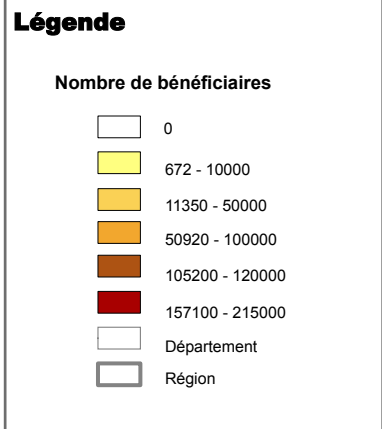 Légende
Nombre de bénéficiaires
0
672 - 10000
11350 - 50000
50920 - 100000
105200 - 120000
157100 - 215000
Département
Région